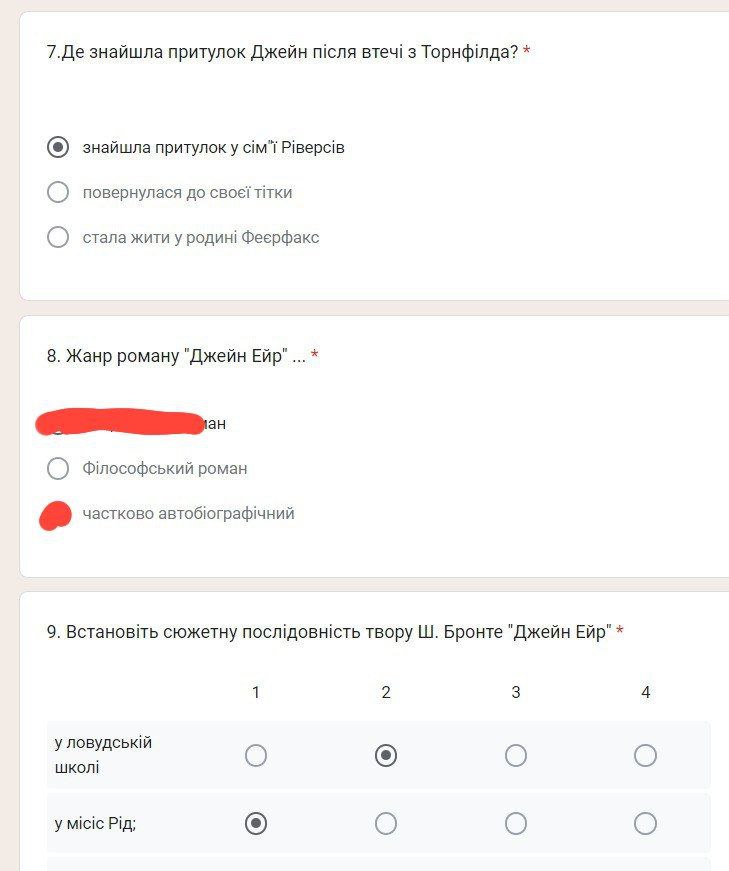 7.Де знайшла притулок Джейн після втечі з Торнфілда? *
знайшла притулок у сім"ї Ріверсів
повернулася до своєї тітки
стала жити у родині Феєрфакс
8. Жанр роману "Джейн Ейр" ... *
Філософський роман
частково автобіографічний
9. Встановіть сюжетну послідовність твору Ш. Бронте "Джейн Ейр" *
1 2 3 4
у ловудській
школі
у місіс Рід;